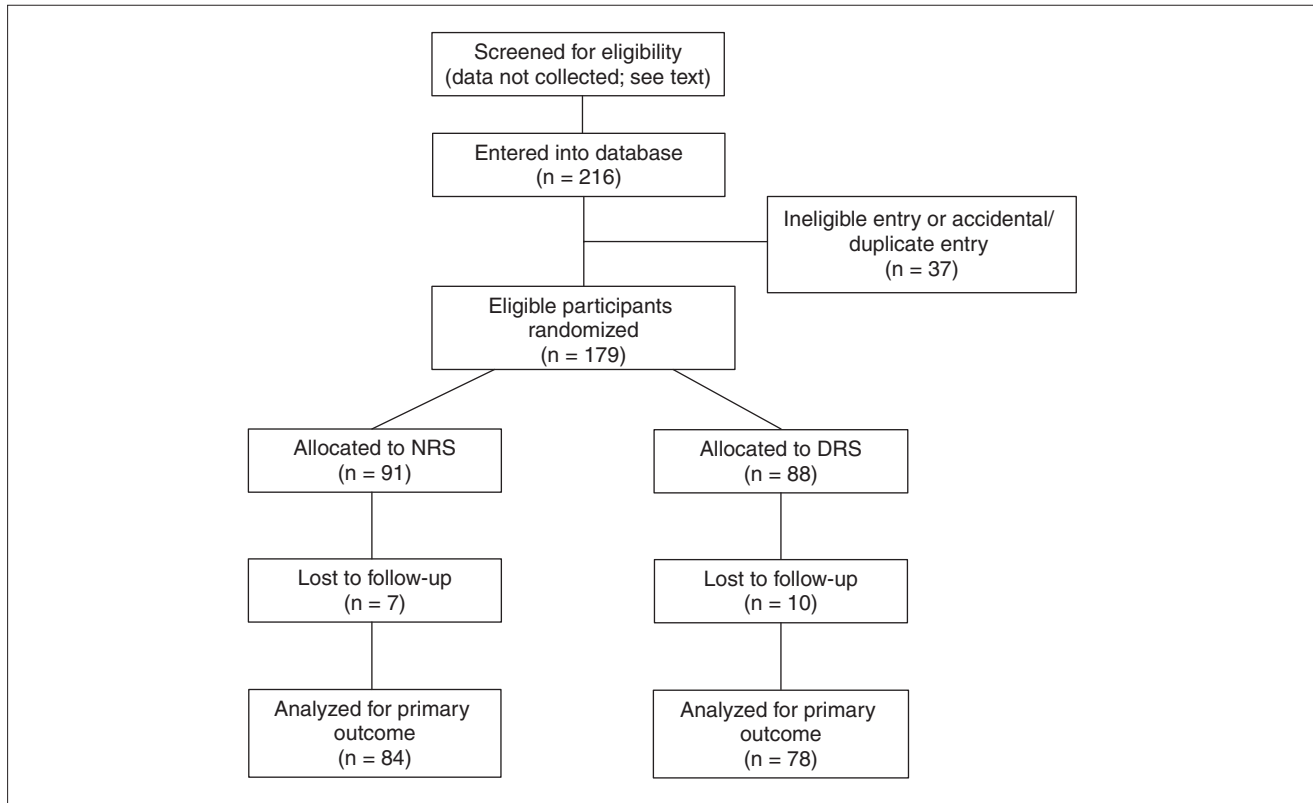 Screened for eligibility
(data not collected; see text)
Entered into database
(n = 216)
Ineligible entry or accidental/
duplicate entry
(n = 37)
Eligible participants
randomized
(n = 179)
Allocated to NRS
(n = 91)
Allocated to DRS
(n = 88)
Lost to follow-up
(n = 7)
Lost to follow-up
(n = 10)
Analyzed for primary
outcome
(n = 84)
Analyzed for primary
outcome
(n = 78)